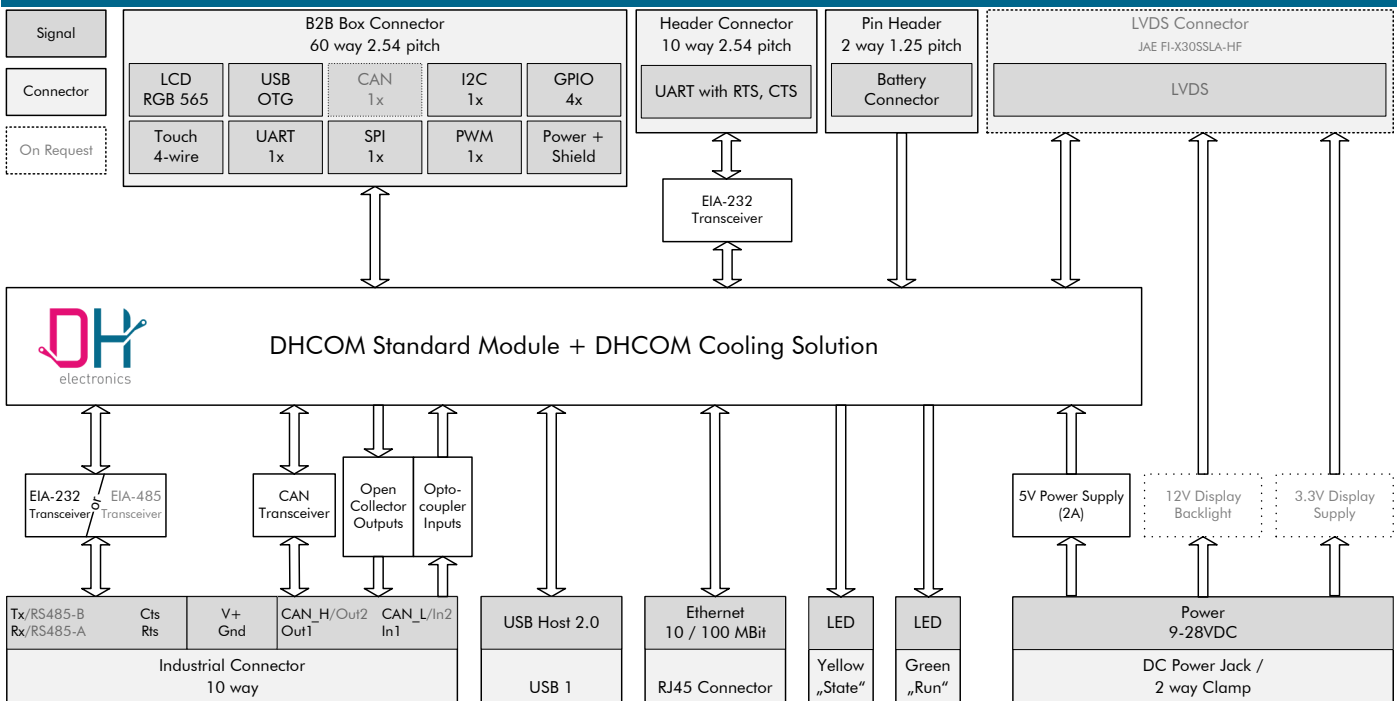 Signal
Connector
On Request
B2B Box Connector
60 way 2.54 pitch
LCD
RGB 565
USB
OTG
CAN
1x
I2C
1x
GPIO
4x
Touch
4-wire
UART
1x
SPI
1x
PWM
1x
Power +
Shield
Header Connector
10 way 2.54 pitch
UART with RTS, CTS
Pin Header
2 way 1.25 pitch
Battery
Connector
LVDS Connector
JAE FI-X30SSLA-HF
LVDS
EIA-232
Transceiver
DH
electronics
DHCOM Standard Module + DHCOM Cooling Solution
EIA-232
Transceiver
or
EIA-485
Transceiver
CAN
Transceiver
Open
Collector
Outputs
Opto-
coupler
Inputs
5V Power Supply
(2A)
12V Display
Backlight
3.3V Display
Supply
Tx/RS485-B Cts
Rx/RS485-A Rts
V+
Gnd
CAN_H/Out2 CAN_L/In2
Out1 In1
Industrial Connector
10 way
USB Host 2.0
USB 1
Ethernet
10 / 100 MBit
RJ45 Connector
LED
Yellow
„State“
LED
Green
„Run“
Power
9-28VDC
DC Power Jack /
2 way Clamp